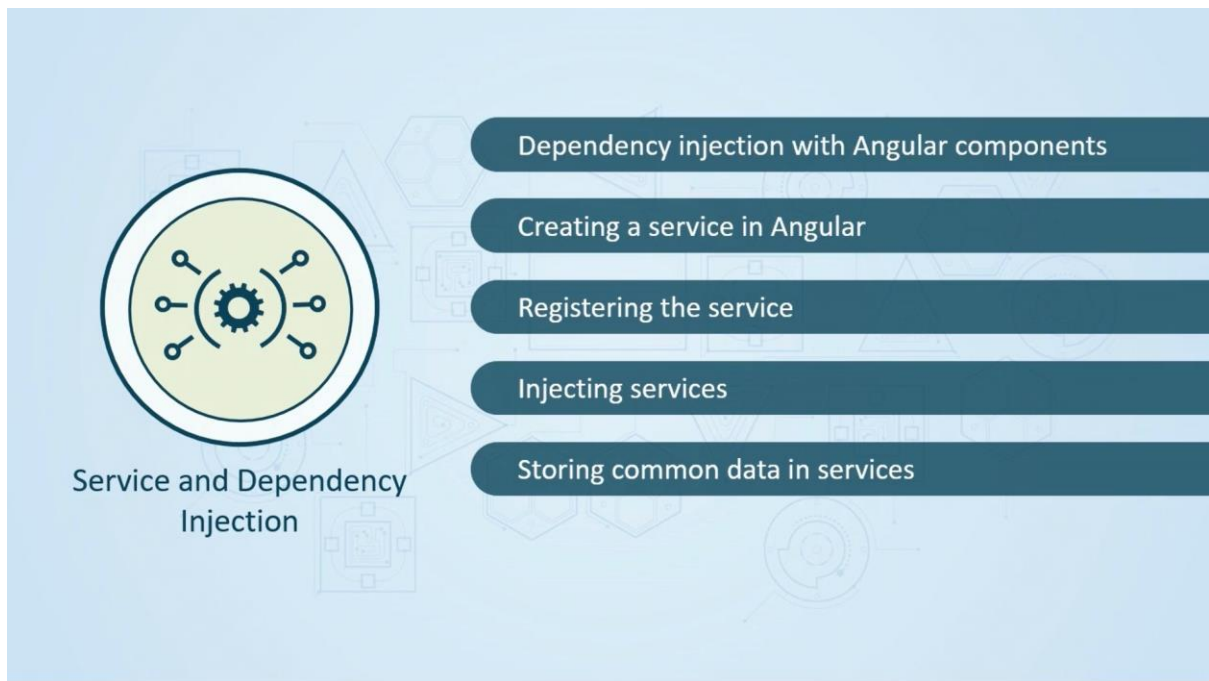 Dependency injection with Angular components
Creating a service in Angular
Registering the service
Injecting services
Storing common data in services
Service and Dependency
Injection